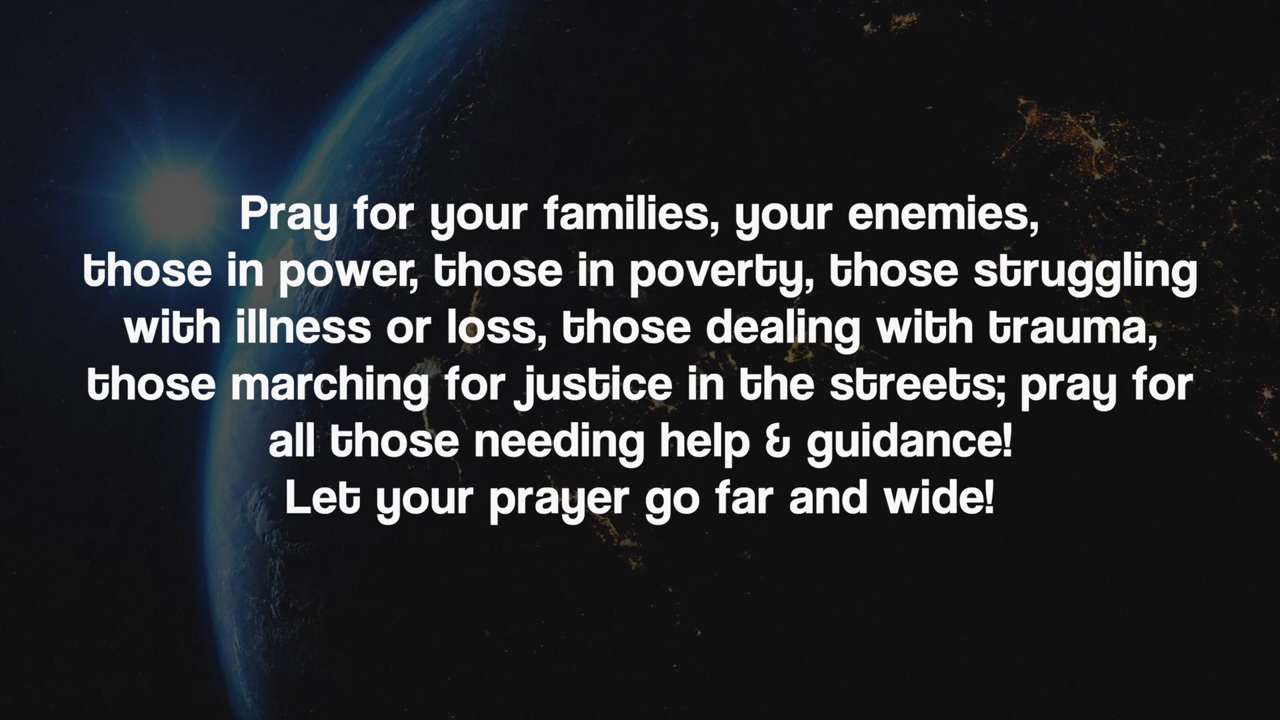 Pray for your families, your enemies,
those in power, those in poverty, those struggling
with illness or loss, those dealing with trauma,
those marching for justice in the streets; pray for
all those needing help & guidance!
Let your prayer go far and wide!